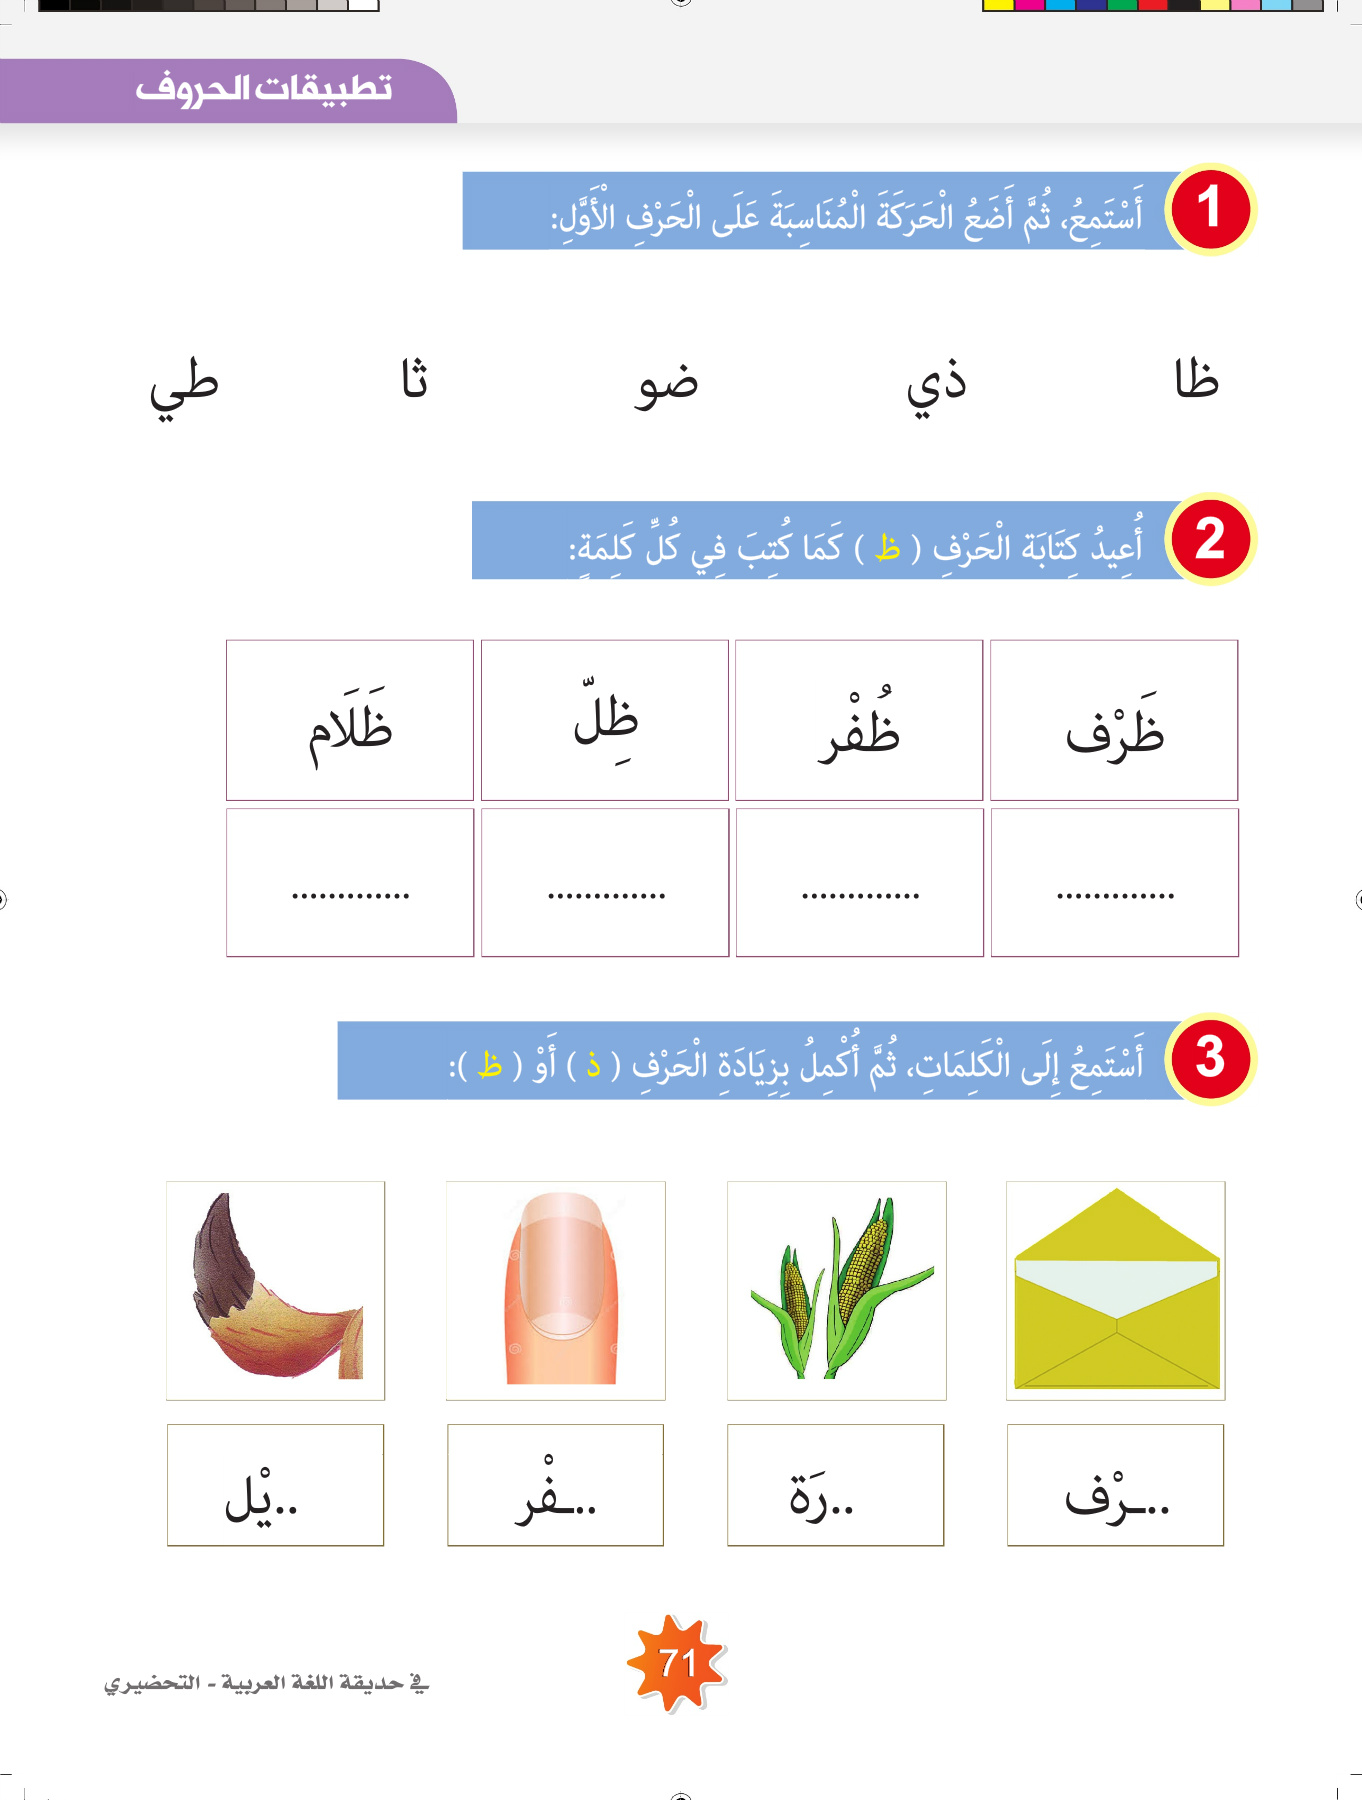 تطبيقات الحروف
1
أَسْتَمِعُ، ثُمَّ أَضَعُ الْحَرَكَةَ الْمُنَاسِبَةَ عَلَى الْحَرْفِ الْأَوَّلِ:
ظا ذي ضو ثا طي
2
أُعِيدُ كِتَابَة الْحَرْفِ ( ظ ) كَمَا كُتِبَ فِي كُلِّ كَلِمَةٍ:
ظَرْف ظُفْر ظِلّ ظَلَام
............. ............. ............. .............
3
أَسْتَمِعُ إِلَى الْكَلِمَاتِ، ثُمَّ أُكْمِلُ بِزِيَادَةِ الْحَرْفِ ( ذ ) أَوْ ( ظ ):
..ـرْف ..رَة ..ـفْر ..يْل
71
في حديقة اللغة العربية - التحضيري